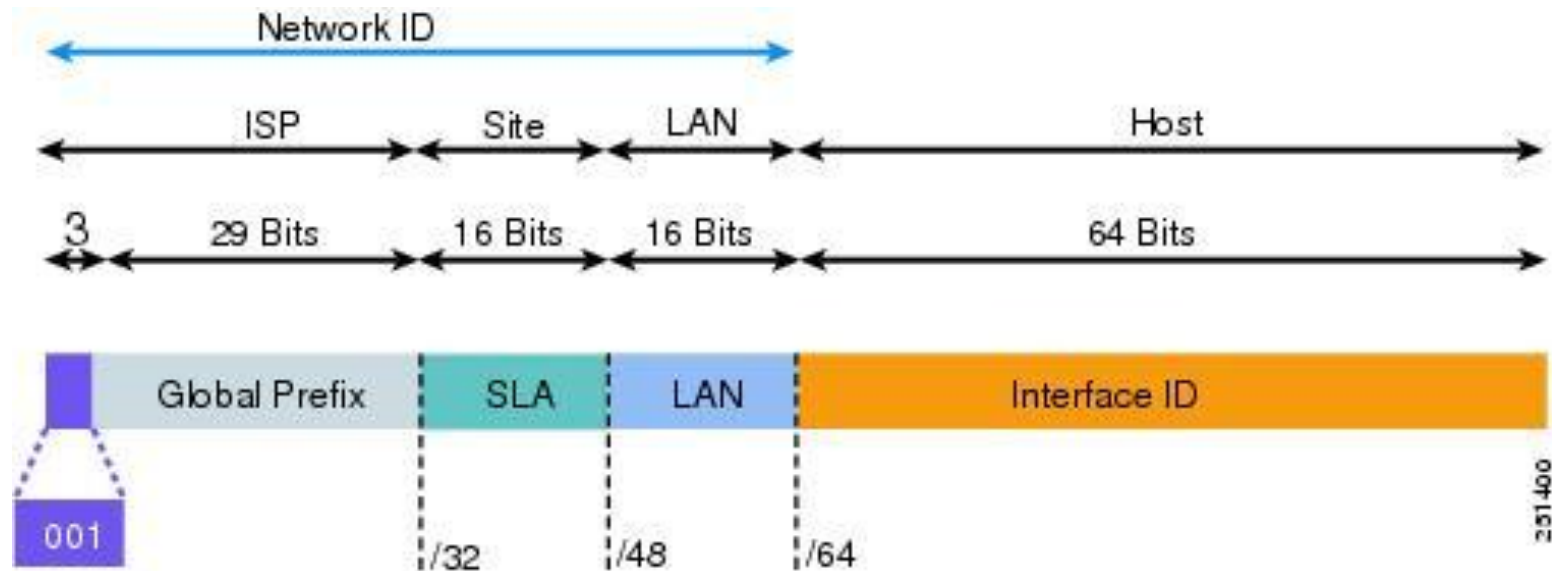 Network ID
ISP Site LAN Host
3 29 Bits 16 Bits 16 Bits 64 Bits
Global Prefix SLA LAN Interface ID
001
/32 /48 /64
251400